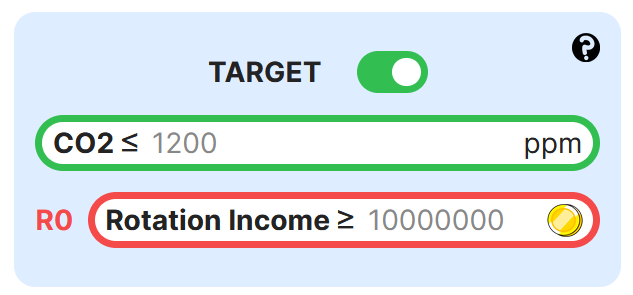 TARGET
?
CO2 ≤ 1200 ppm
R0 Rotation Income ≥ 10000000